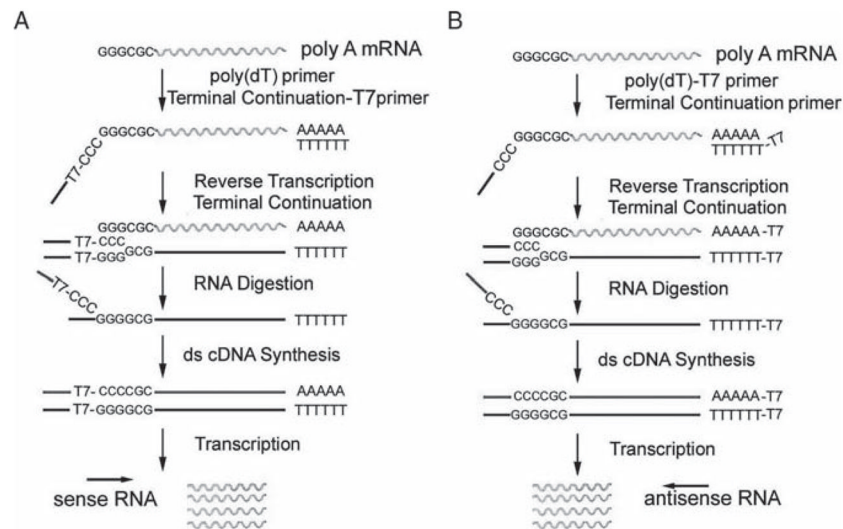 A
GGGCGC poly A mRNA
poly(dT) primer
Terminal Continuation-T7primer
GGGCGC AAAAA
T7-CCC TTTTTT
Reverse Transcription
Terminal Continuation
GGGCGC AAAAA
T7- CCC
T7-GGG GCG TTTTTT
T7-CCC
RNA Digestion
GGGGCG TTTTTT
ds cDNA Synthesis
T7- CCCCGC AAAAA
T7-GGGGCG TTTTTT
Transcription
sense RNA
B
GGGCGC poly A mRNA
poly(dT)-T7 primer
Terminal Continuation primer
GGGCGC AAAAA
CCC TTTTTT-T7
Reverse Transcription
Terminal Continuation
GGGCGC AAAAA -T7
CCC
GGG GCG TTTTTT-T7
CCC
RNA Digestion
GGGGCG TTTTTT-T7
ds cDNA Synthesis
CCCCGC AAAAA-T7
GGGGCG TTTTTT-T7
Transcription
antisense RNA